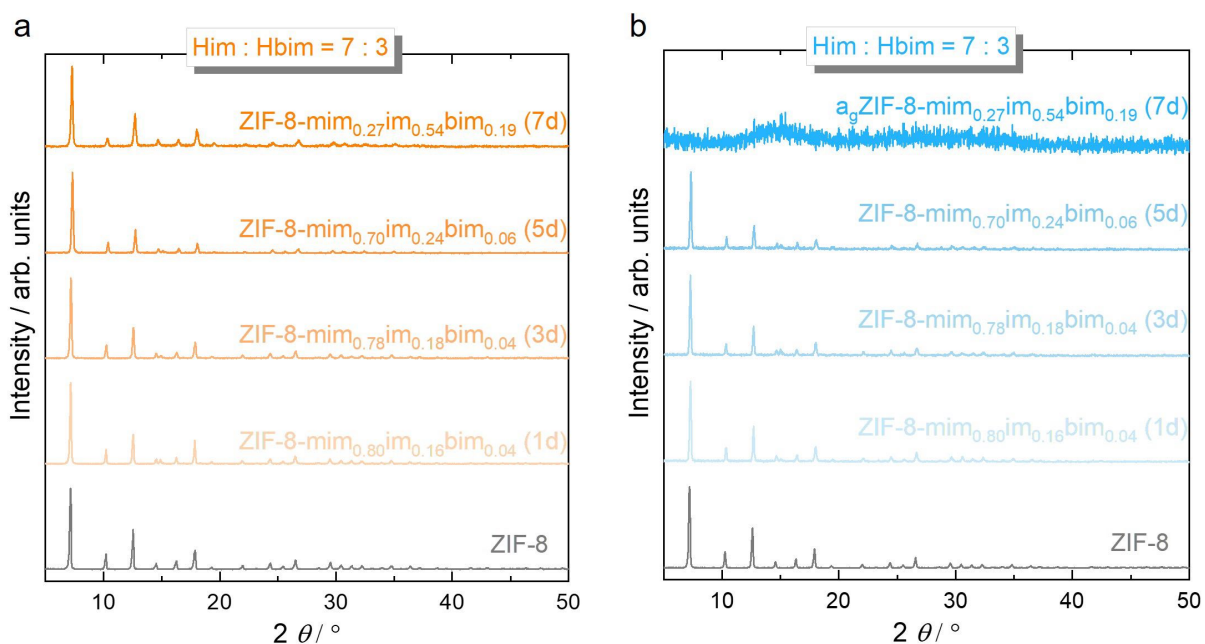 a
Him : Hbim = 7 : 3
ZIF-8-mim0.27im0.54bim0.19 (7d)
ZIF-8-mim0.70im0.24bim0.06 (5d)
ZIF-8-mim0.78im0.18bim0.04 (3d)
ZIF-8-mim0.80im0.16bim0.04 (1d)
ZIF-8
Intensity / arb. units
10 20 30 40 50
2 θ / °
b
Him : Hbim = 7 : 3
agZIF-8-mim0.27im0.54bim0.19 (7d)
ZIF-8-mim0.70im0.24bim0.06 (5d)
ZIF-8-mim0.78im0.18bim0.04 (3d)
ZIF-8-mim0.80im0.16bim0.04 (1d)
ZIF-8
Intensity / arb. units
10 20 30 40 50
2 θ / °